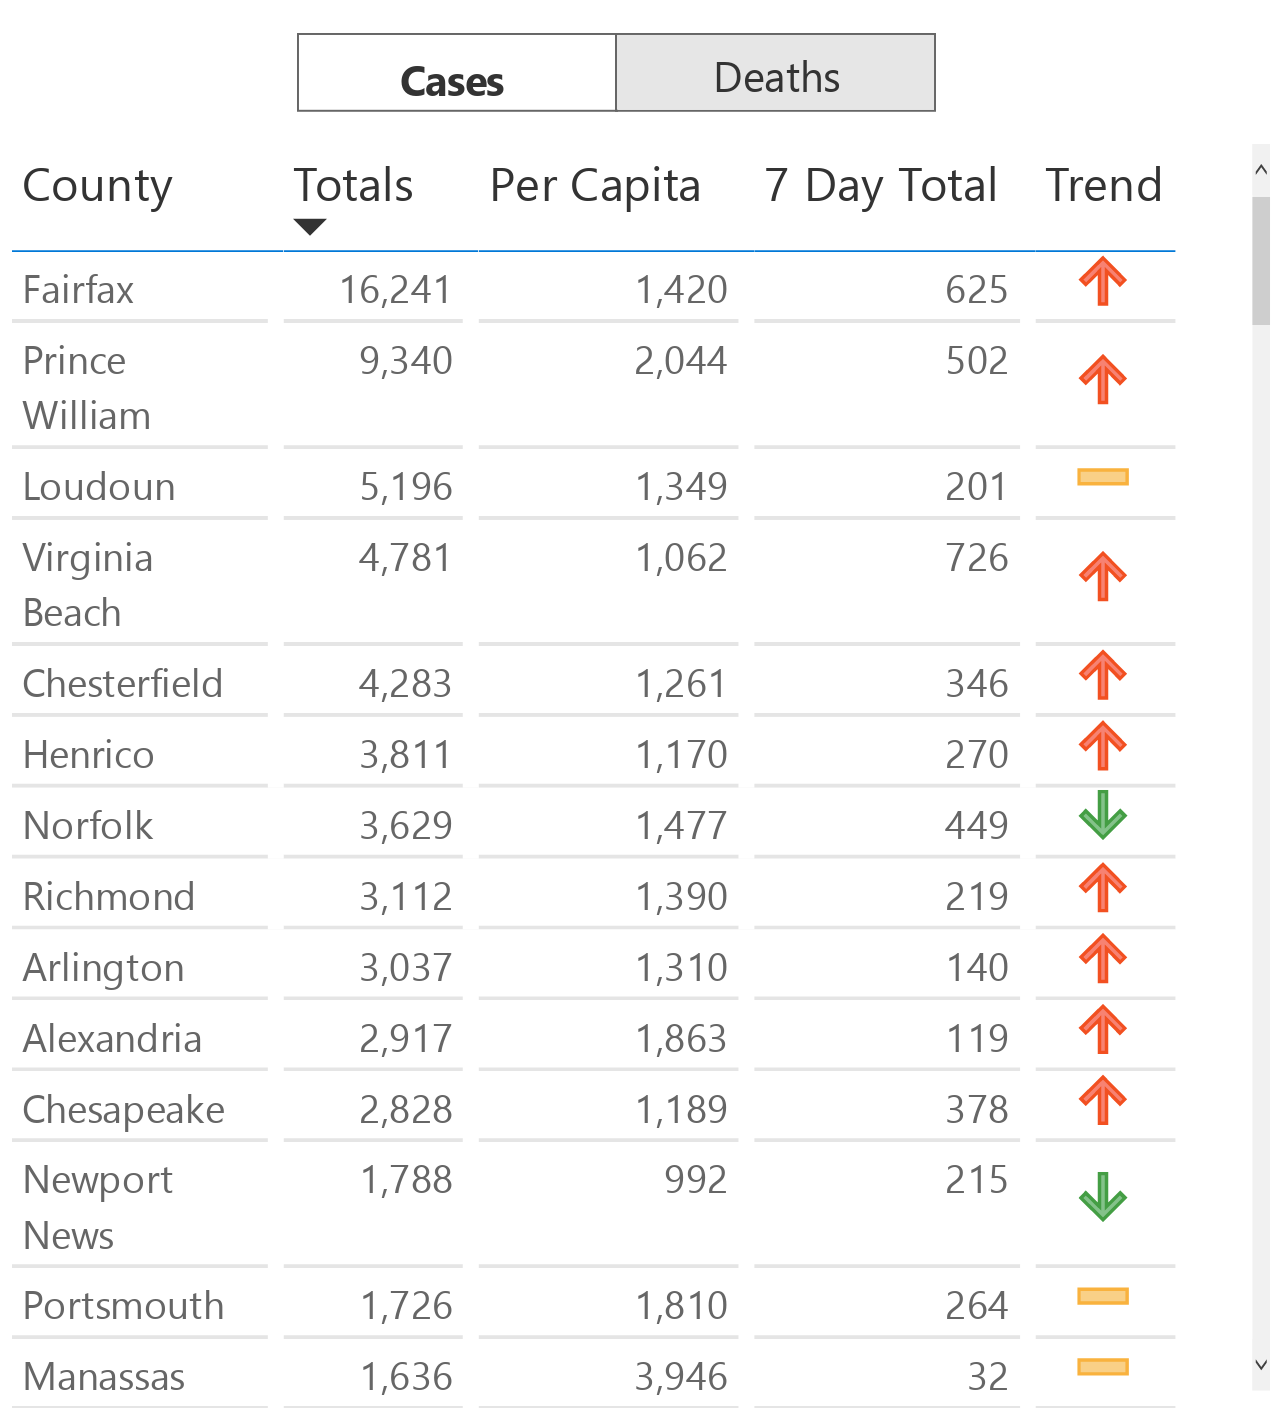 Cases Deaths
County Totals Per Capita 7 Day Total Trend
Fairfax 16,241 1,420 625
Prince 9,340 2,044 502
William
Loudoun 5,196 1,349 201
Virginia 4,781 1,062 726
Beach
Chesterfield 4,283 1,261 346
Henrico 3,811 1,170 270
Norfolk 3,629 1,477 449
Richmond 3,112 1,390 219
Arlington 3,037 1,310 140
Alexandria 2,917 1,863 119
Chesapeake 2,828 1,189 378
Newport 1,788 992 215
News
Portsmouth 1,726 1,810 264
Manassas 1,636 3,946 32